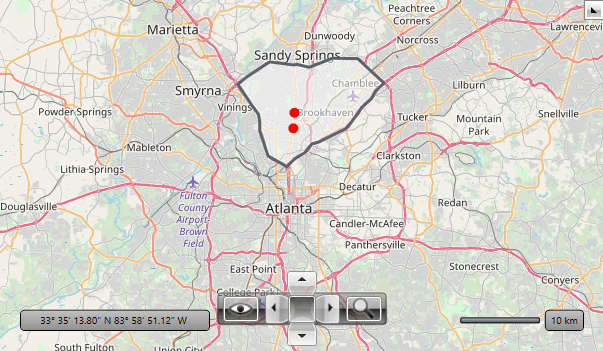 Peachtree
Corners
Lawrencevi
Marietta
Dunwoody
Norcross
Sandy Springs
Chamblee
Smyrna
Lilburn
Vinings
Brookhaven
Powder Springs
Tucker
Mountain
Park
Snellville
Mableton
Clarkston
Lithia-Springs
Fulton
County
Airport-
Brown
Field
Decatur
Douglasville
Atlanta
Redan
Candler-McAfee
Panthersville
East Point
Stonecrest
Conyers
College Park
33° 35' 13.80" N 83° 58' 51.12" W
10 km
South Fulton
Union City